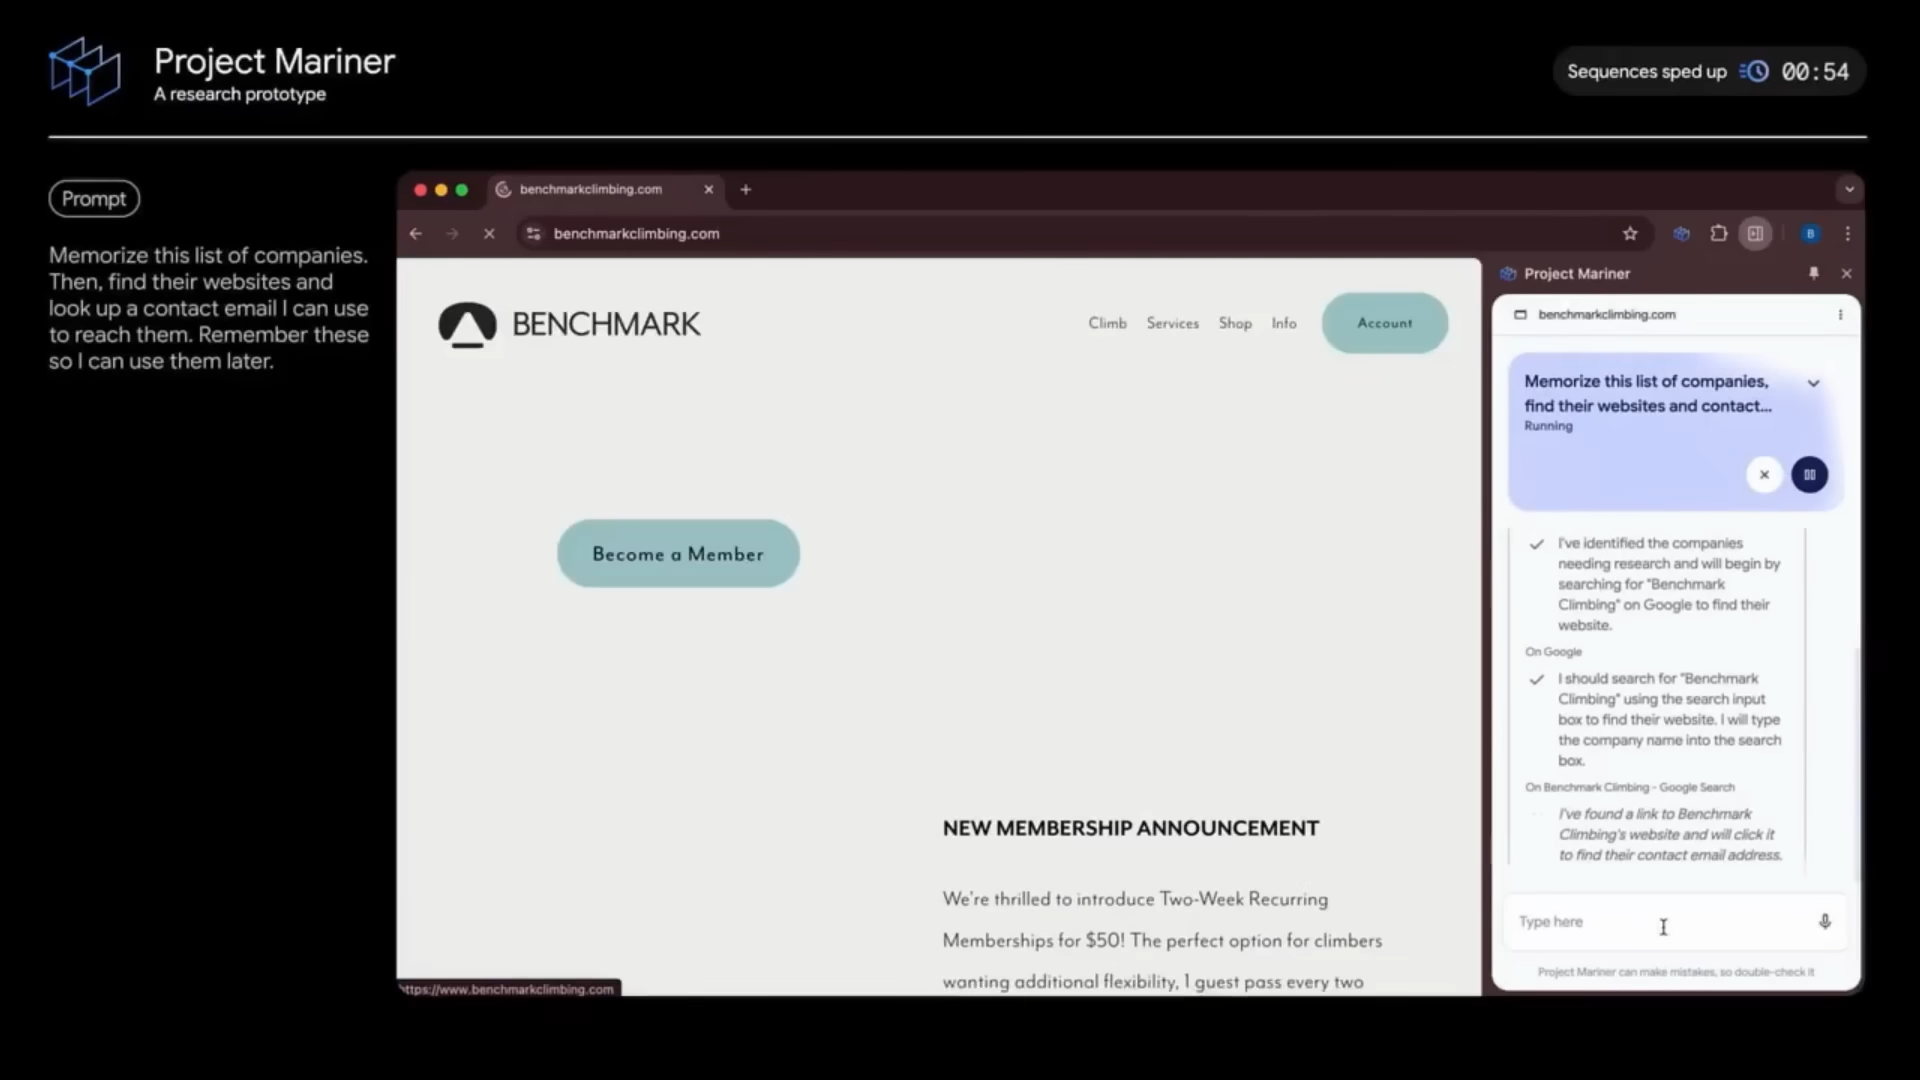 Project Mariner
A research prototype
Sequences sped up 00:54
Prompt
Memorize this list of companies.
Then, find their websites and
look up a contact email I can use
to reach them. Remember these
so I can use them later.
benchmarkclimbing.com
benchmarkclimbing.com
B
BENCHMARK
Climb Services Shop Info Account
Become a Member
NEW MEMBERSHIP ANNOUNCEMENT
We're thrilled to introduce Two-Week Recurring
Memberships for $50! The perfect option for climbers
wanting additional flexibility, 1 guest pass every two
https://www.benchmarkclimbing.com
Project Mariner
benchmarkclimbing.com
Memorize this list of companies,
find their websites and contact...
Running
I've identified the companies
needing research and will begin by
searching for "Benchmark
Climbing" on Google to find their
website.
On Google
I should search for "Benchmark
Climbing" using the search input
box to find their website. I will type
the company name into the search
box.
On Benchmark Climbing - Google Search
I've found a link to Benchmark
Climbing's website and will click it
to find their contact email address.
Type here
Project Mariner can make mistakes, so double-check it